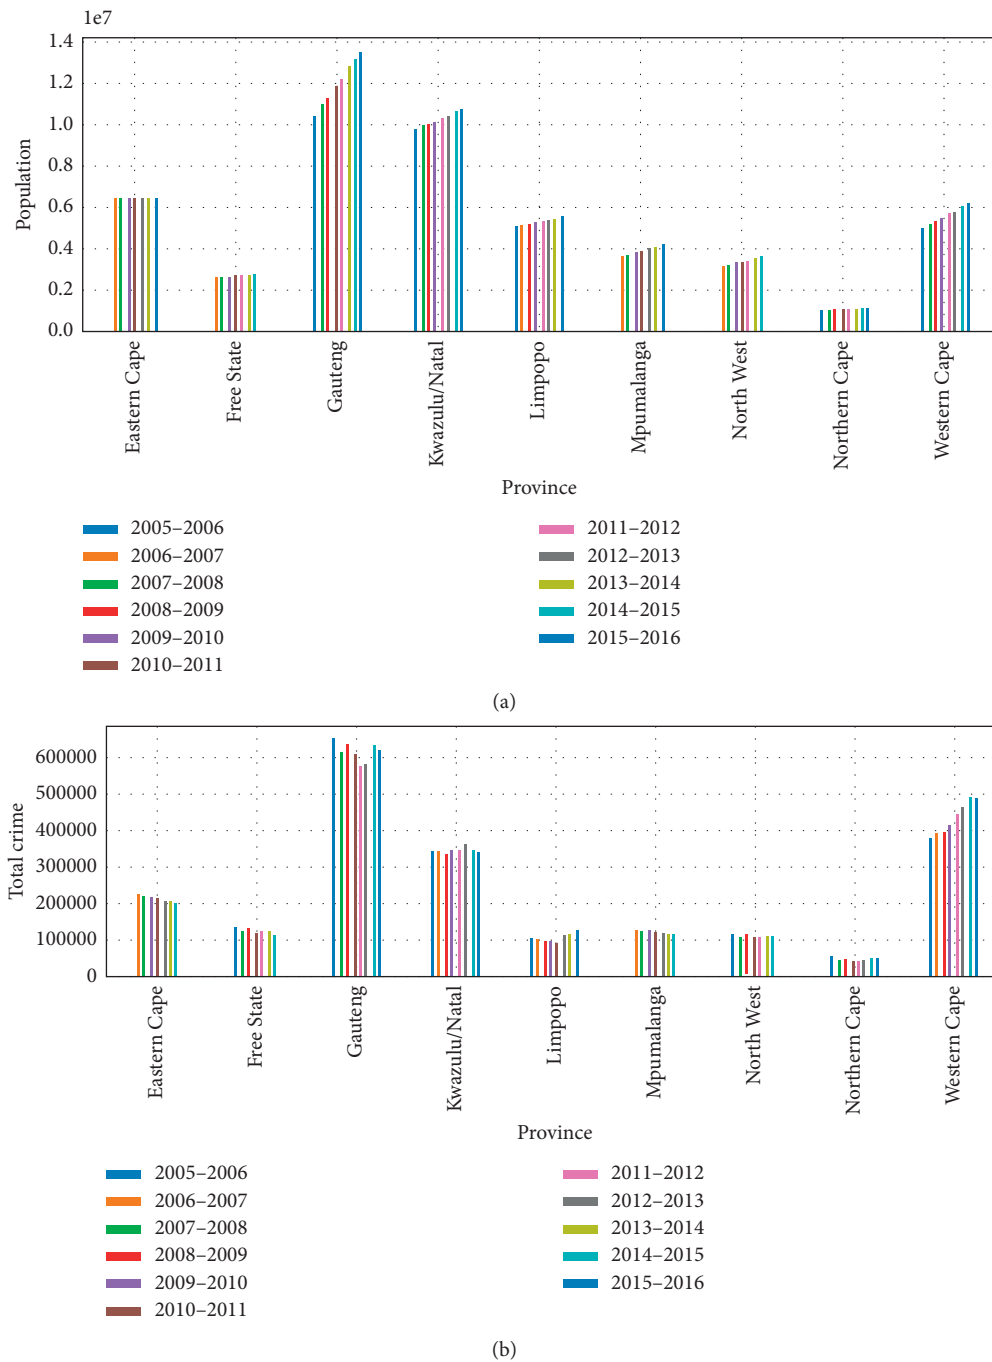 1e7
1.4
1.2
1.0
0.8
0.6
0.4
0.2
0.0
Population
Eastern Cape
Free State
Gauteng
Kwazulu/Natal
Limpopo
Mpumalanga
North West
Northern Cape
Western Cape
Province
2005–2006
2006–2007
2007–2008
2008–2009
2009–2010
2010–2011
2011–2012
2012–2013
2013–2014
2014–2015
2015–2016
(a)
600000
500000
400000
300000
200000
100000
0
Total crime
Eastern Cape
Free State
Gauteng
Kwazulu/Natal
Limpopo
Mpumalanga
North West
Northern Cape
Western Cape
Province
2005–2006
2006–2007
2007–2008
2008–2009
2009–2010
2010–2011
2011–2012
2012–2013
2013–2014
2014–2015
2015–2016
(b)